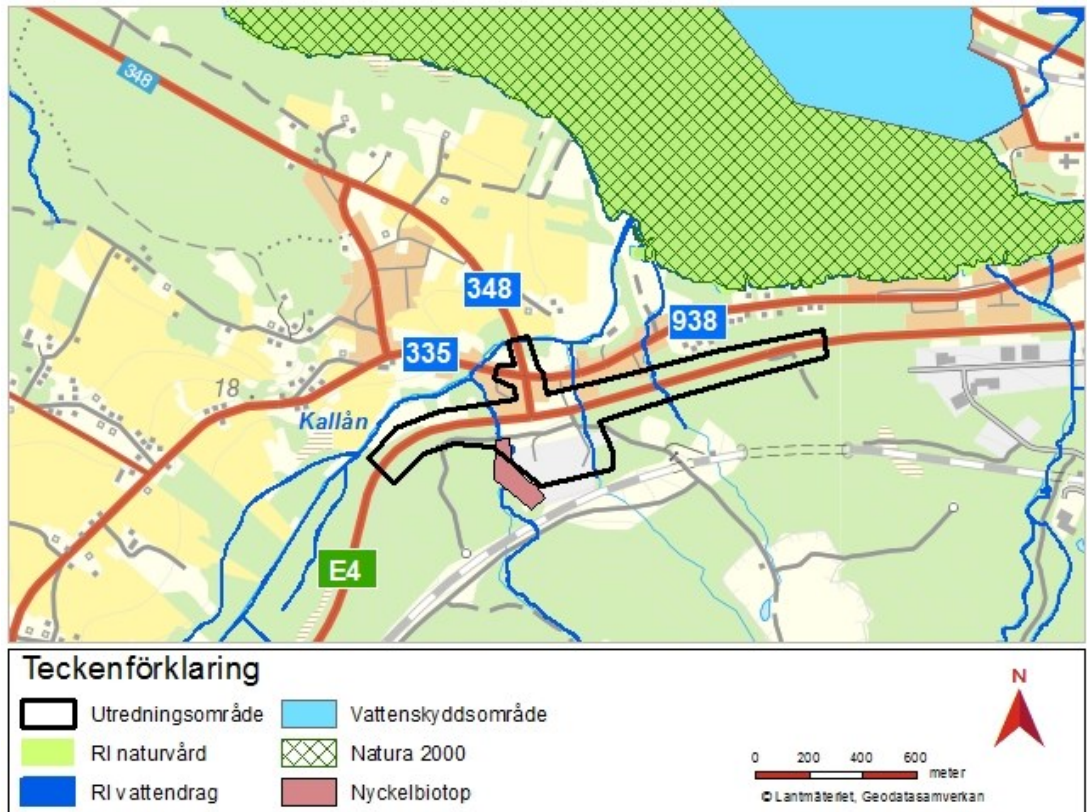 348
348
938
335
18
Kallån
E4
Teckenförklaring
Utredningsområde
Vattenskyddsområde
RI naturvård
Natura 2000
RI vattendrag
Nyckelbiotop
N
0 200 400 600
meter
© Lantmäteriet, Geodatasamverkan